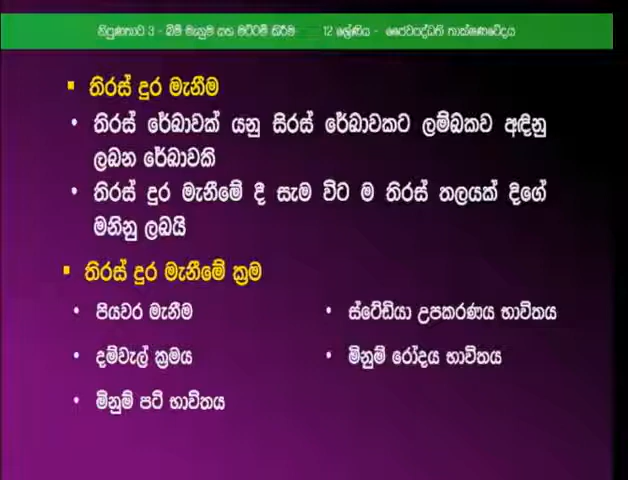 නිපුණතාව 3 - බිම් මැනුම සහ මට්ටම් කිරීම 12 ශ්‍රේණිය - ජෛවපද්ධති තාක්ෂණවේදය
තිරස් දුර මැනීම
තිරස් රේඛාවක් යනු සිරස් රේඛාවකට ලම්බකව අඳිනු
ලබන රේඛාවකි
තිරස් දුර මැනීමේ දී සැම විට ම තිරස් තලයක් දිගේ
මනිනු ලබයි
තිරස් දුර මැනීමේ ක්‍රම
පියවර මැනීම
ස්ටේඩියා උපකරණය භාවිතය
දම්වැල් ක්‍රමය
මිනුම් රෝදය භාවිතය
මිනුම් පටි භාවිතය